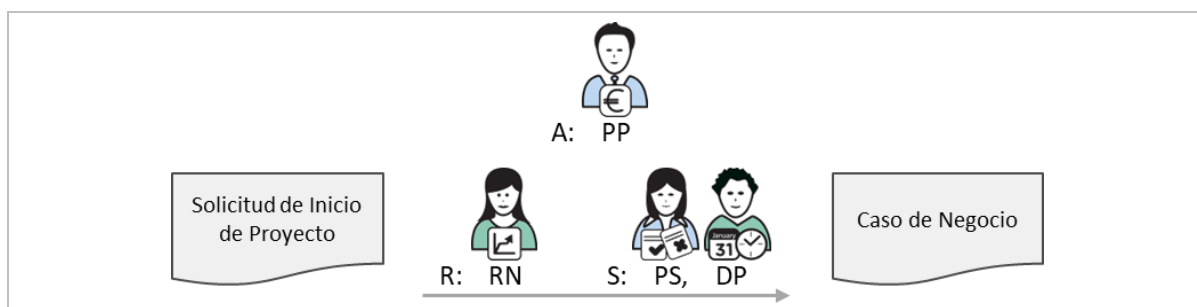 €
A: PP
Solicitud de Inicio
de Proyecto
January
31
Caso de Negocio
R: RN
S: PS, DP